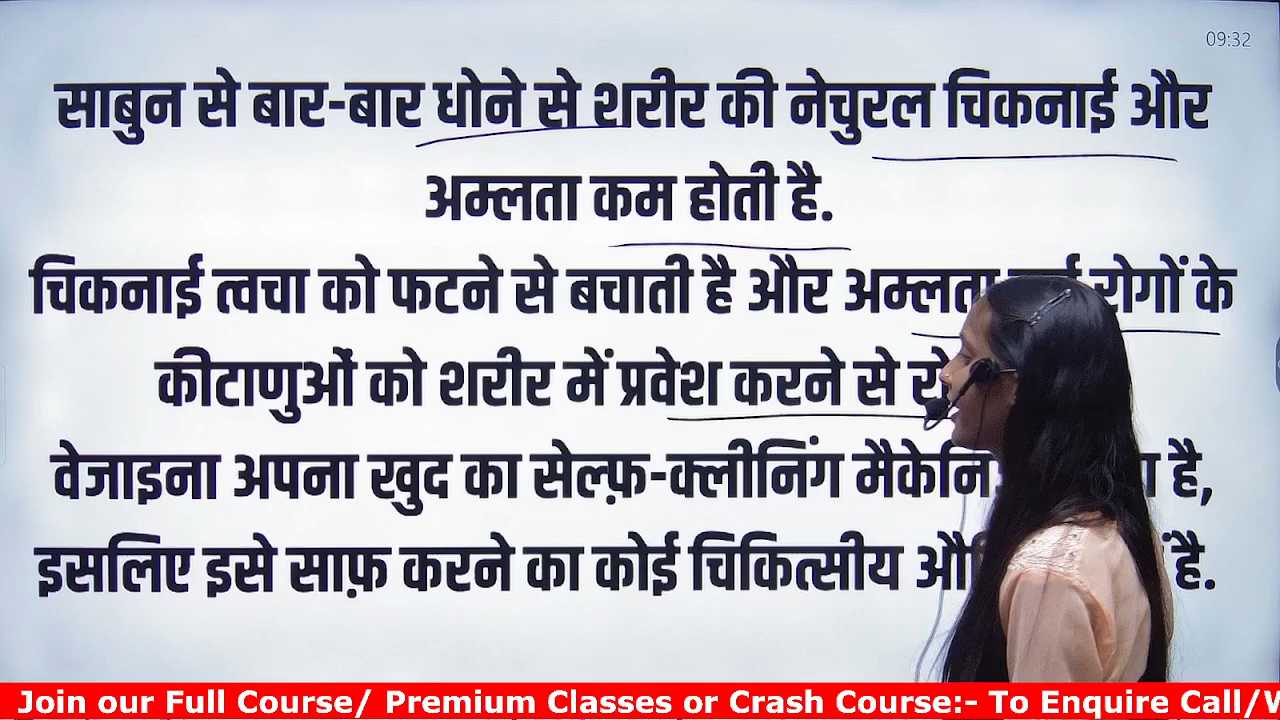 09:32
साबुन से बार-बार धोने से शरीर की नेचुरल चिकनाई और
अम्लता कम होती है.
चिकनाई त्वचा को फटने से बचाती है और अम्लता रोगों के
कीटाणुओं को शरीर में प्रवेश करने से
वेजाइना अपना खुद का सेल्फ़-क्लीनिंग है,
इसलिए इसे साफ़ करने का कोई चिकित्सीय है.
Join our Full Course/ Premium Classes or Crash Course:- To Enquire Call/